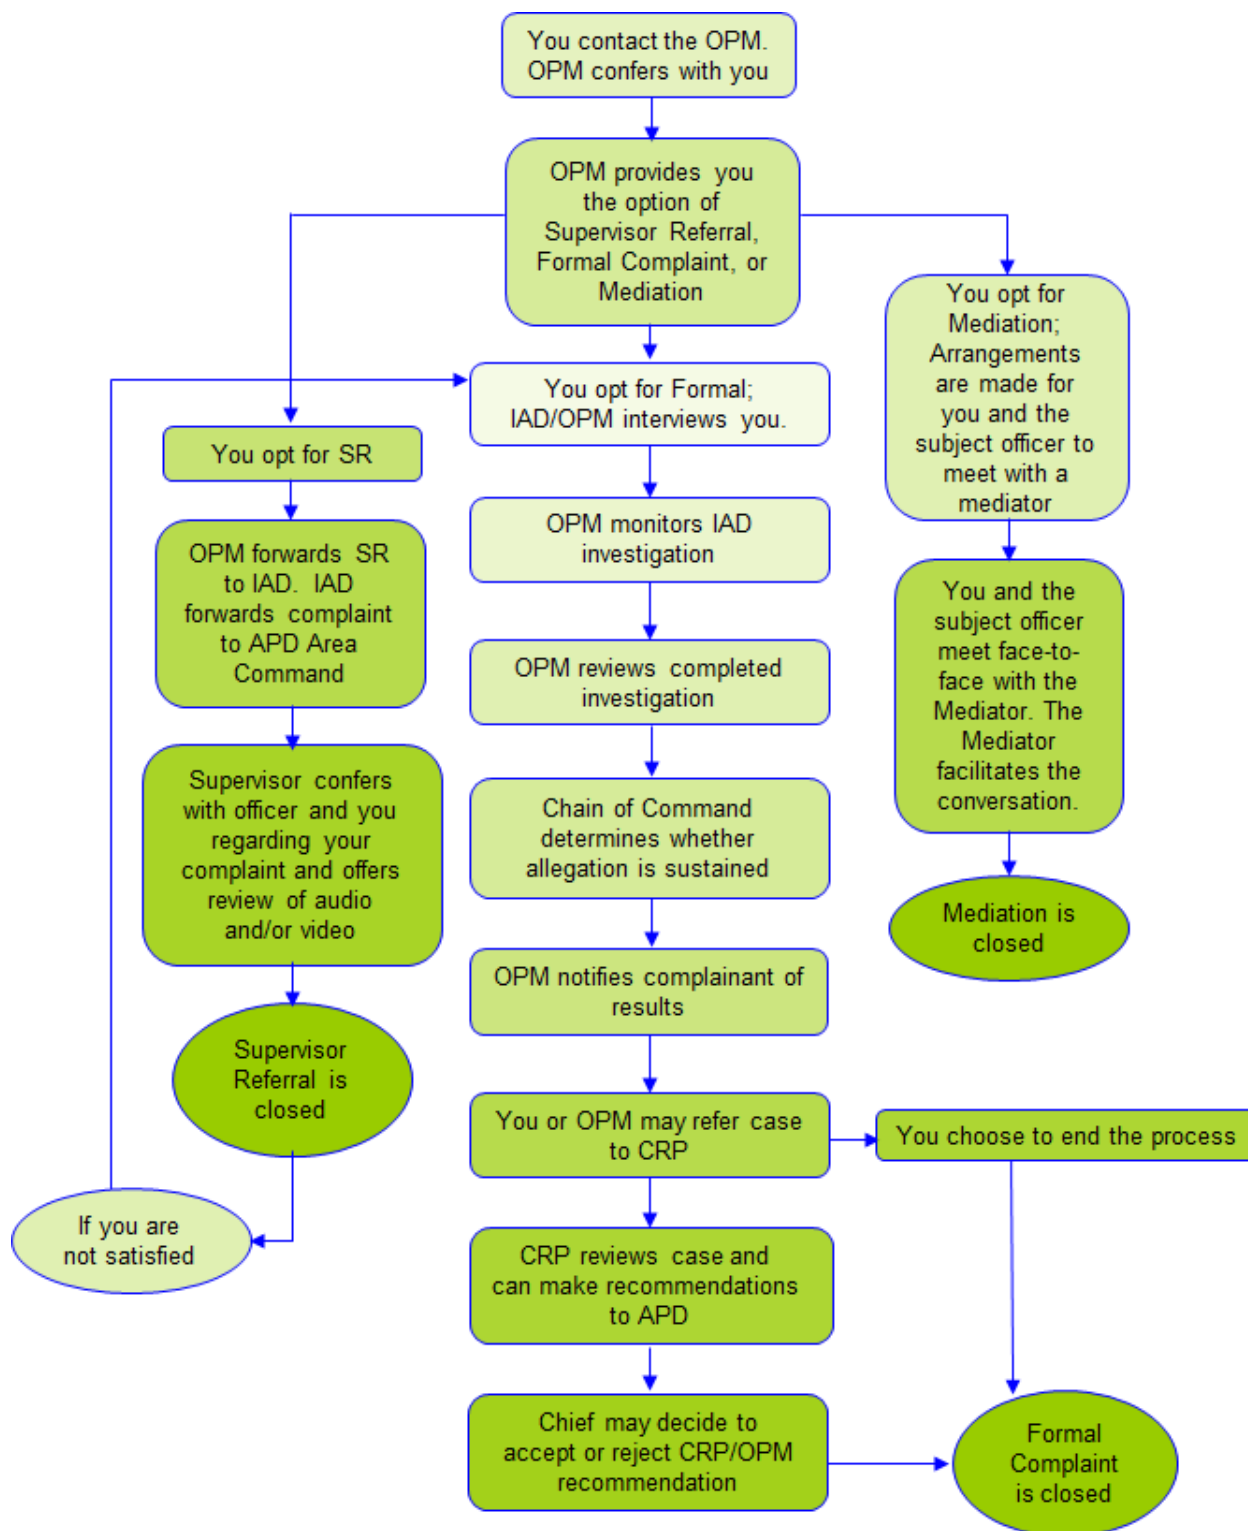 You contact the OPM.
OPM confers with you
OPM provides you
the option of
Supervisor Referral,
Formal Complaint, or
Mediation
You opt for SR
OPM forwards SR
to IAD. IAD
forwards complaint
to APD Area
Command
Supervisor confers
with officer and you
regarding your
complaint and offers
review of audio
and/or video
Supervisor
Referral is
closed
If you are
not satisfied
You opt for Formal;
IAD/OPM interviews you.
OPM monitors IAD
investigation
OPM reviews completed
investigation
Chain of Command
determines whether
allegation is sustained
OPM notifies complainant of
results
You or OPM may refer case
to CRP
CRP reviews case and
can make recommendations
to APD
Chief may decide to
accept or reject CRP/OPM
recommendation
You opt for
Mediation;
Arrangements
are made for
you and the
subject officer to
meet with a
mediator
You and the
subject officer
meet face-to-
face with the
Mediator. The
Mediator
facilitates the
conversation.
Mediation is
closed
You choose to end the process
Formal
Complaint
is closed